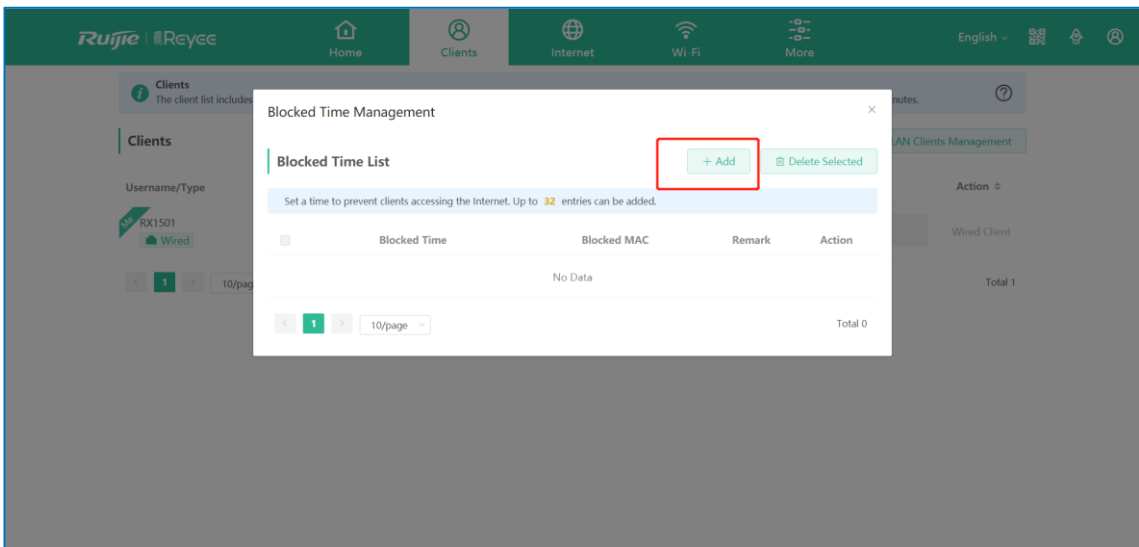 Ruijie Reyee
Home
Clients
Internet
Wi-Fi
More
English
Clients
The client list includes
nutes.
Clients
LAN Clients Management
Username/Type
Action
Me
RX1501
Wired
Wired Client
1
10/pag
Total 1
Blocked Time Management
Blocked Time List
+ Add
Delete Selected
Set a time to prevent clients accessing the Internet. Up to 32 entries can be added.
Blocked Time
Blocked MAC
Remark
Action
No Data
1
10/page
Total 0